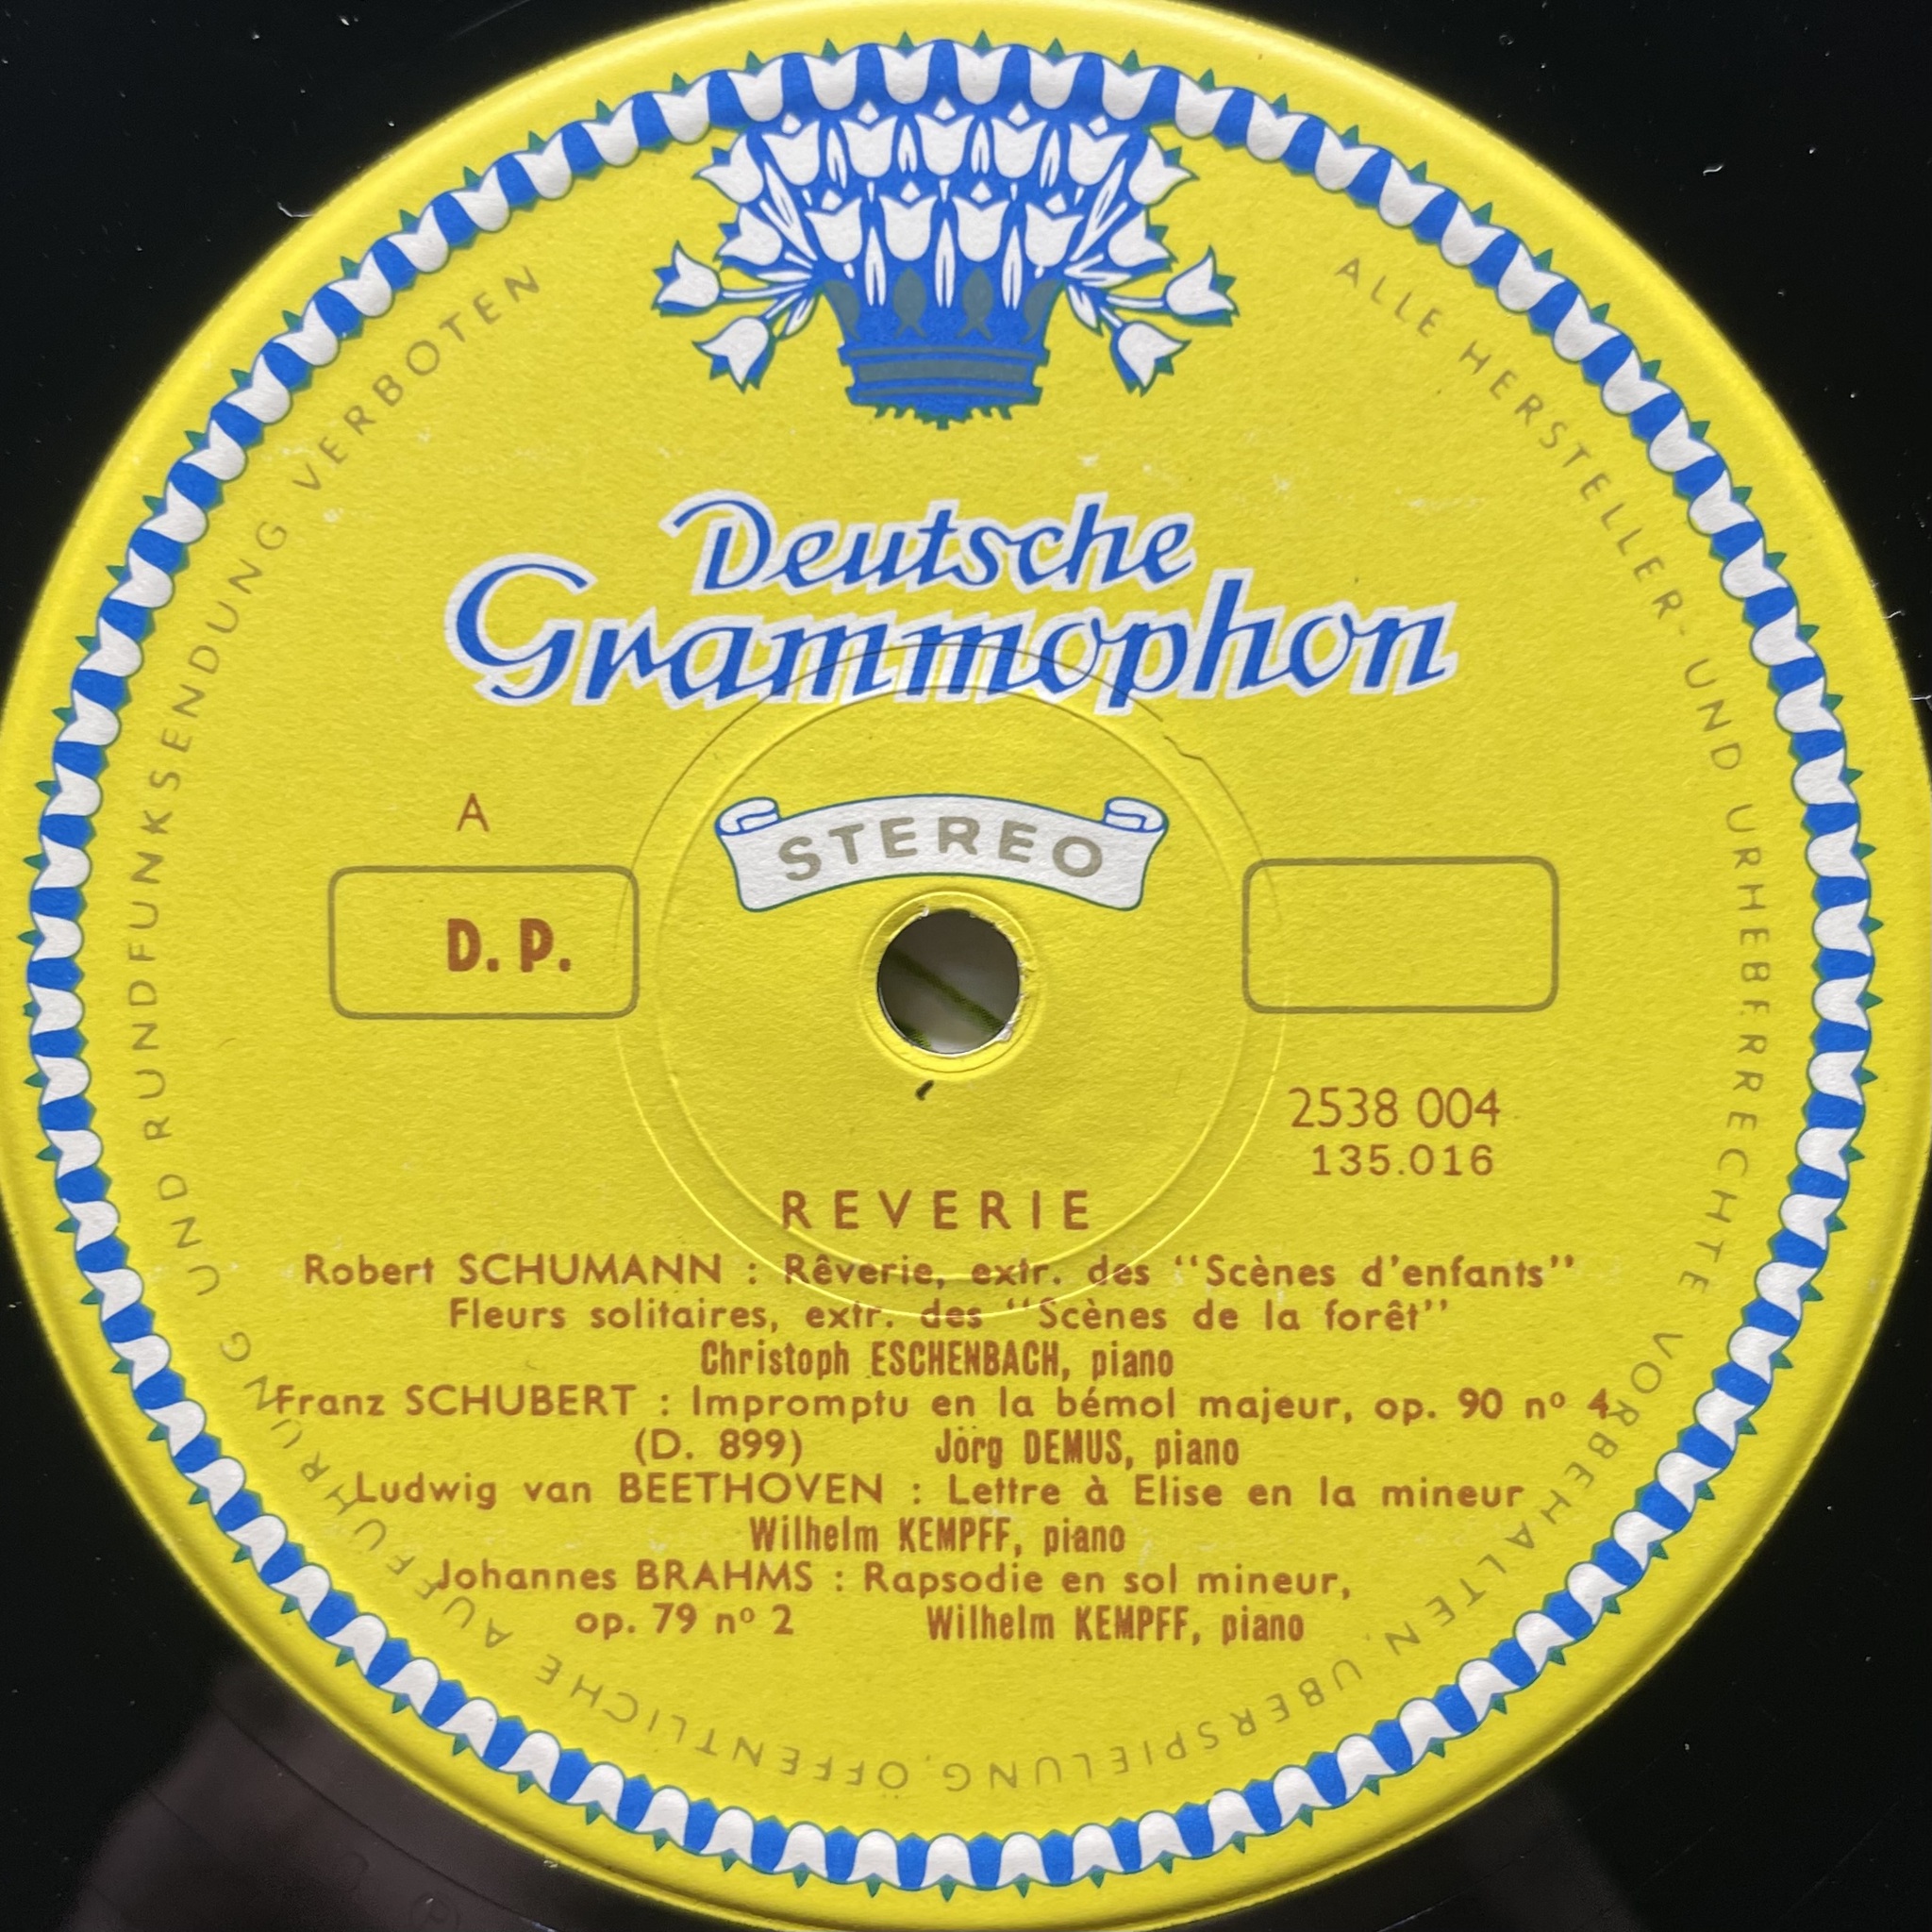 Deutsche
Grammophon
STEREO
A
D. P.
2538 004
135.016
REVERIE
Robert SCHUMANN : Rêverie, extr. des "Scènes d'enfants"
Fleurs solitaires, extr. des "Scènes de la forêt"
Christoph ESCHENBACH, piano
Franz SCHUBERT : Impromptu en la bémol majeur, op. 90 nº 4
(D. 899) Jörg DEMUS, piano
Ludwig van BEETHOVEN : Lettre à Elise en la mineur
Wilhelm KEMPFF, piano
Johannes BRAHMS : Rapsodie en sol mineur,
op. 79 nº 2 Wilhelm KEMPFF, piano
ALLE HERSTELLER- UND URHEBERRECHTE VORBEHALTEN. ÜBERSPIELUNG, ÖFFENTLICHE AUFFÜHRUNG UND RUNDFUNKSENDUNG VERBOTEN